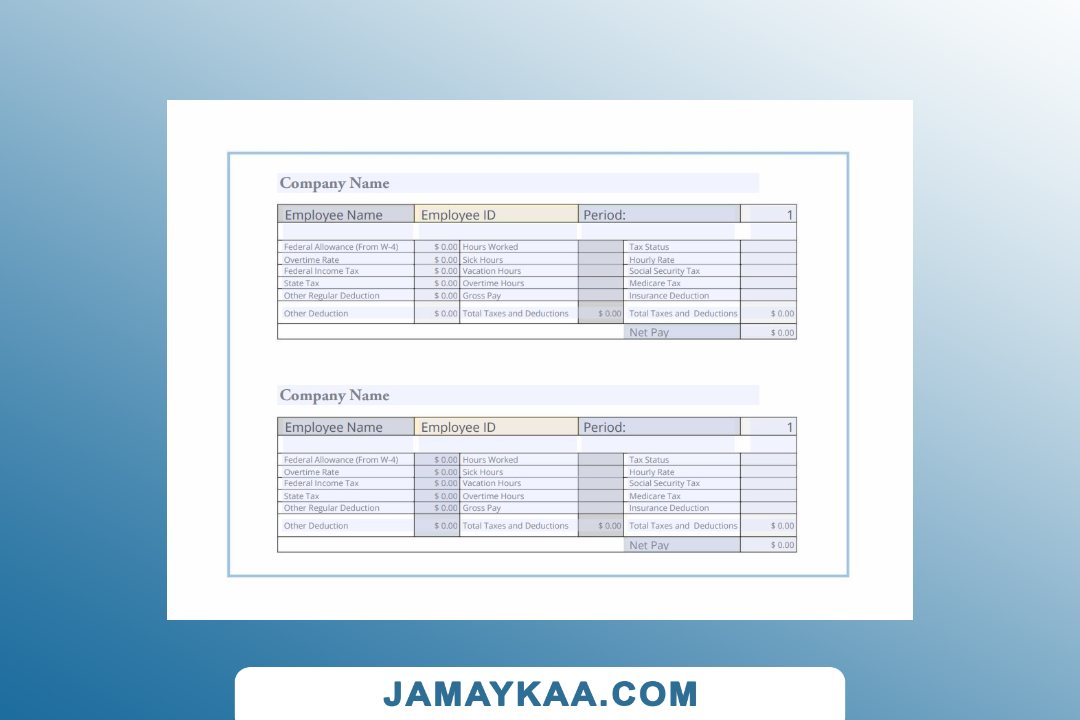 Company Name
Employee Name Employee ID Period: 1
Federal Allowance (From W-4) $ 0.00 Hours Worked Tax Status
Overtime Rate $ 0.00 Sick Hours Hourly Rate
Federal Income Tax $ 0.00 Vacation Hours Social Security Tax
State Tax $ 0.00 Overtime Hours Medicare Tax
Other Regular Deduction $ 0.00 Gross Pay Insurance Deduction
Other Deduction $ 0.00 Total Taxes and Deductions $ 0.00 Total Taxes and Deductions $ 0.00
Net Pay $ 0.00
Company Name
Employee Name Employee ID Period: 1
Federal Allowance (From W-4) $ 0.00 Hours Worked Tax Status
Overtime Rate $ 0.00 Sick Hours Hourly Rate
Federal Income Tax $ 0.00 Vacation Hours Social Security Tax
State Tax $ 0.00 Overtime Hours Medicare Tax
Other Regular Deduction $ 0.00 Gross Pay Insurance Deduction
Other Deduction $ 0.00 Total Taxes and Deductions $ 0.00 Total Taxes and Deductions $ 0.00
Net Pay $ 0.00
JAMAYKAA.COM